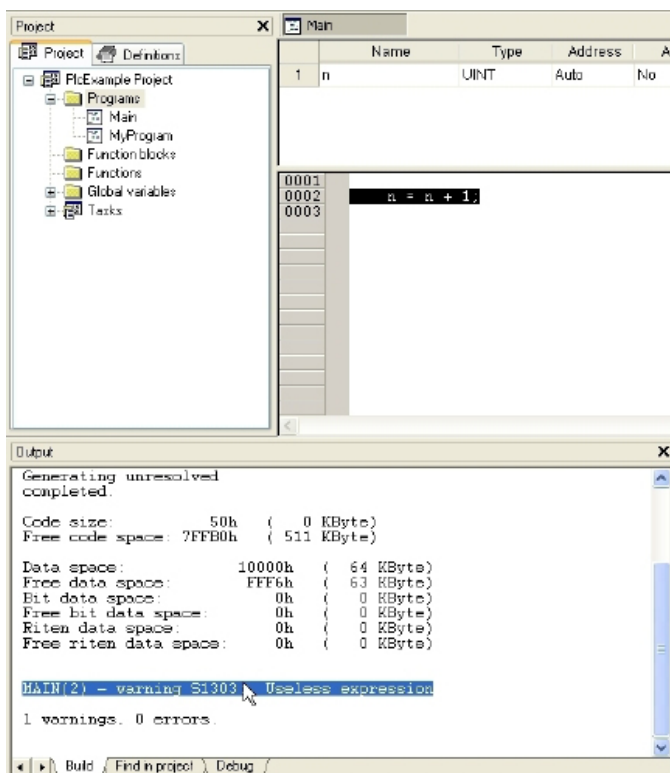 Project
Main
Project Definitions
Name Type Address A
1 n UINT Auto No
PlcExample Project
Programs
Main
MyProgram
Function blocks
Functions
Global variables
Tasks
0001
0002 n = n + 1;
0003
Output
Generating unresolved
completed.
Code size: 50h ( 0 KByte)
Free code space: 7FFB0h ( 511 KByte)
Data space: 10000h ( 64 KByte)
Free data space: FFF6h ( 63 KByte)
Bit data space: 0h ( 0 KByte)
Free bit data space: 0h ( 0 KByte)
Riten data space: 0h ( 0 KByte)
Free riten data space: 0h ( 0 KByte)
MAIN(2) - warning S1303 Useless expression
1 warnings, 0 errors.
Build Find in project Debug